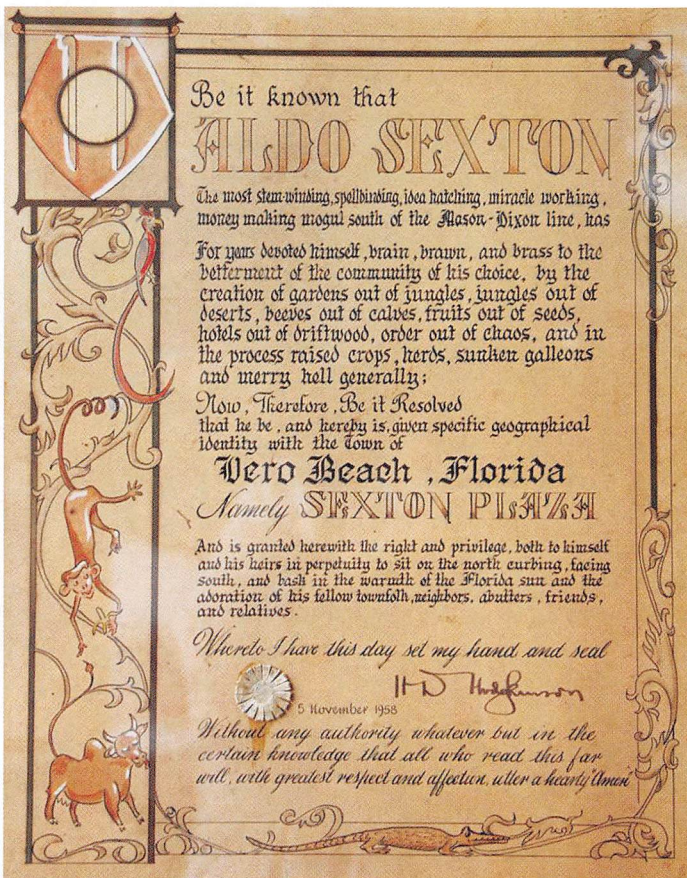 Be it known that
ALDO SEXTON
The most stem-winding, spellbinding, idea hatching, miracle working,
money making mogul south of the Mason-Dixon line, has
For years devoted himself, brain, brawn, and brass to the
betterment of the community of his choice, by the
creation of gardens out of jungles, jungles out of
deserts, beeves out of calves, fruits out of seeds,
hotels out of driftwood, order out of chaos, and in
the process raised crops, herds, sunken galleons
and merry hell generally;
Now, Therefore, Be it Resolved
that he be, and hereby is, given specific geographical
identity with the Town of
Vero Beach, Florida
Namely SEXTON PLAZA
And is granted herewith the right and privilege, both to himself
and his heirs in perpetuity to sit on the north curbing, facing
south, and bask in the warmth of the Florida sun and the
adoration of his fellow townfolk, neighbors, abutters, friends,
and relatives.
Whereto I have this day set my hand and seal
H D Hodgkinson
5 November 1958
Without any authority whatever but in the
certain knowledge that all who read this far
will, with greatest respect and affection, utter a hearty "Amen"